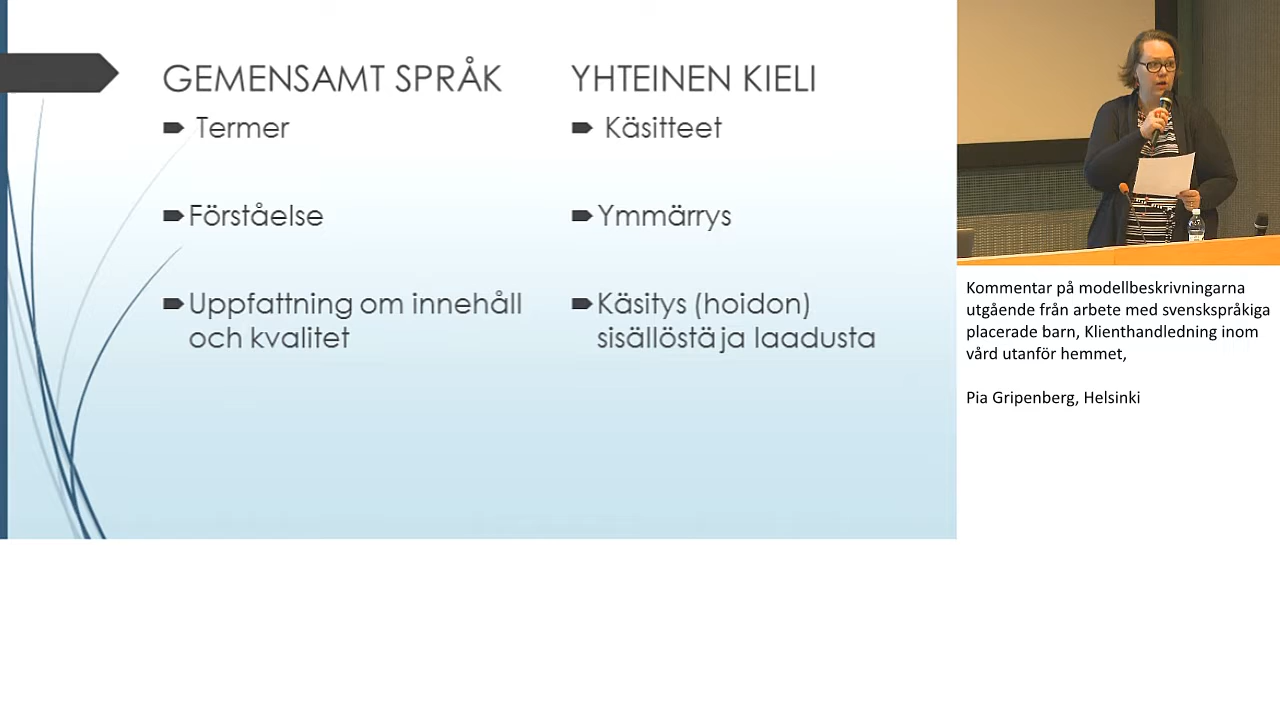 GEMENSAMT SPRÅK
Termer
Förståelse
Uppfattning om innehåll
och kvalitet
YHTEINEN KIELI
Käsitteet
Ymmärrys
Käsitys (hoidon)
sisällöstä ja laadusta
Kommentar på modellbeskrivningarna
utgående från arbete med svenskspråkiga
placerade barn, Klienthandledning inom
vård utanför hemmet,
Pia Gripenberg, Helsinki